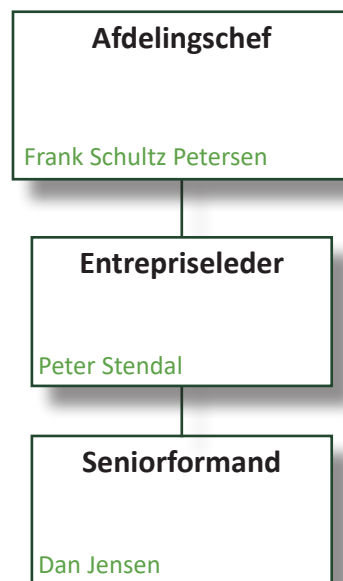 Afdelingschef
Frank Schultz Petersen
Entrepriseleder
Peter Stendal
Seniorformand
Dan Jensen